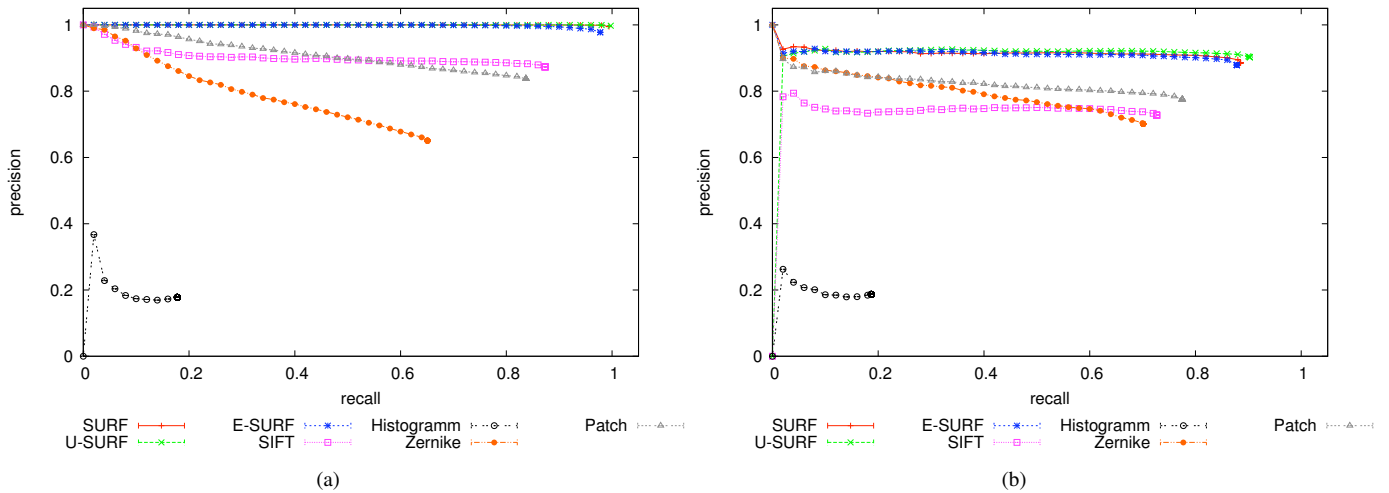 1
0.8
0.6
0.4
0.2
0
precision
0 0.2 0.4 0.6 0.8 1
recall
SURF E-SURF Histogramm Patch
U-SURF SIFT Zernike
(a)
1
0.8
0.6
0.4
0.2
0
precision
0 0.2 0.4 0.6 0.8 1
recall
SURF E-SURF Histogramm Patch
U-SURF SIFT Zernike
(b)